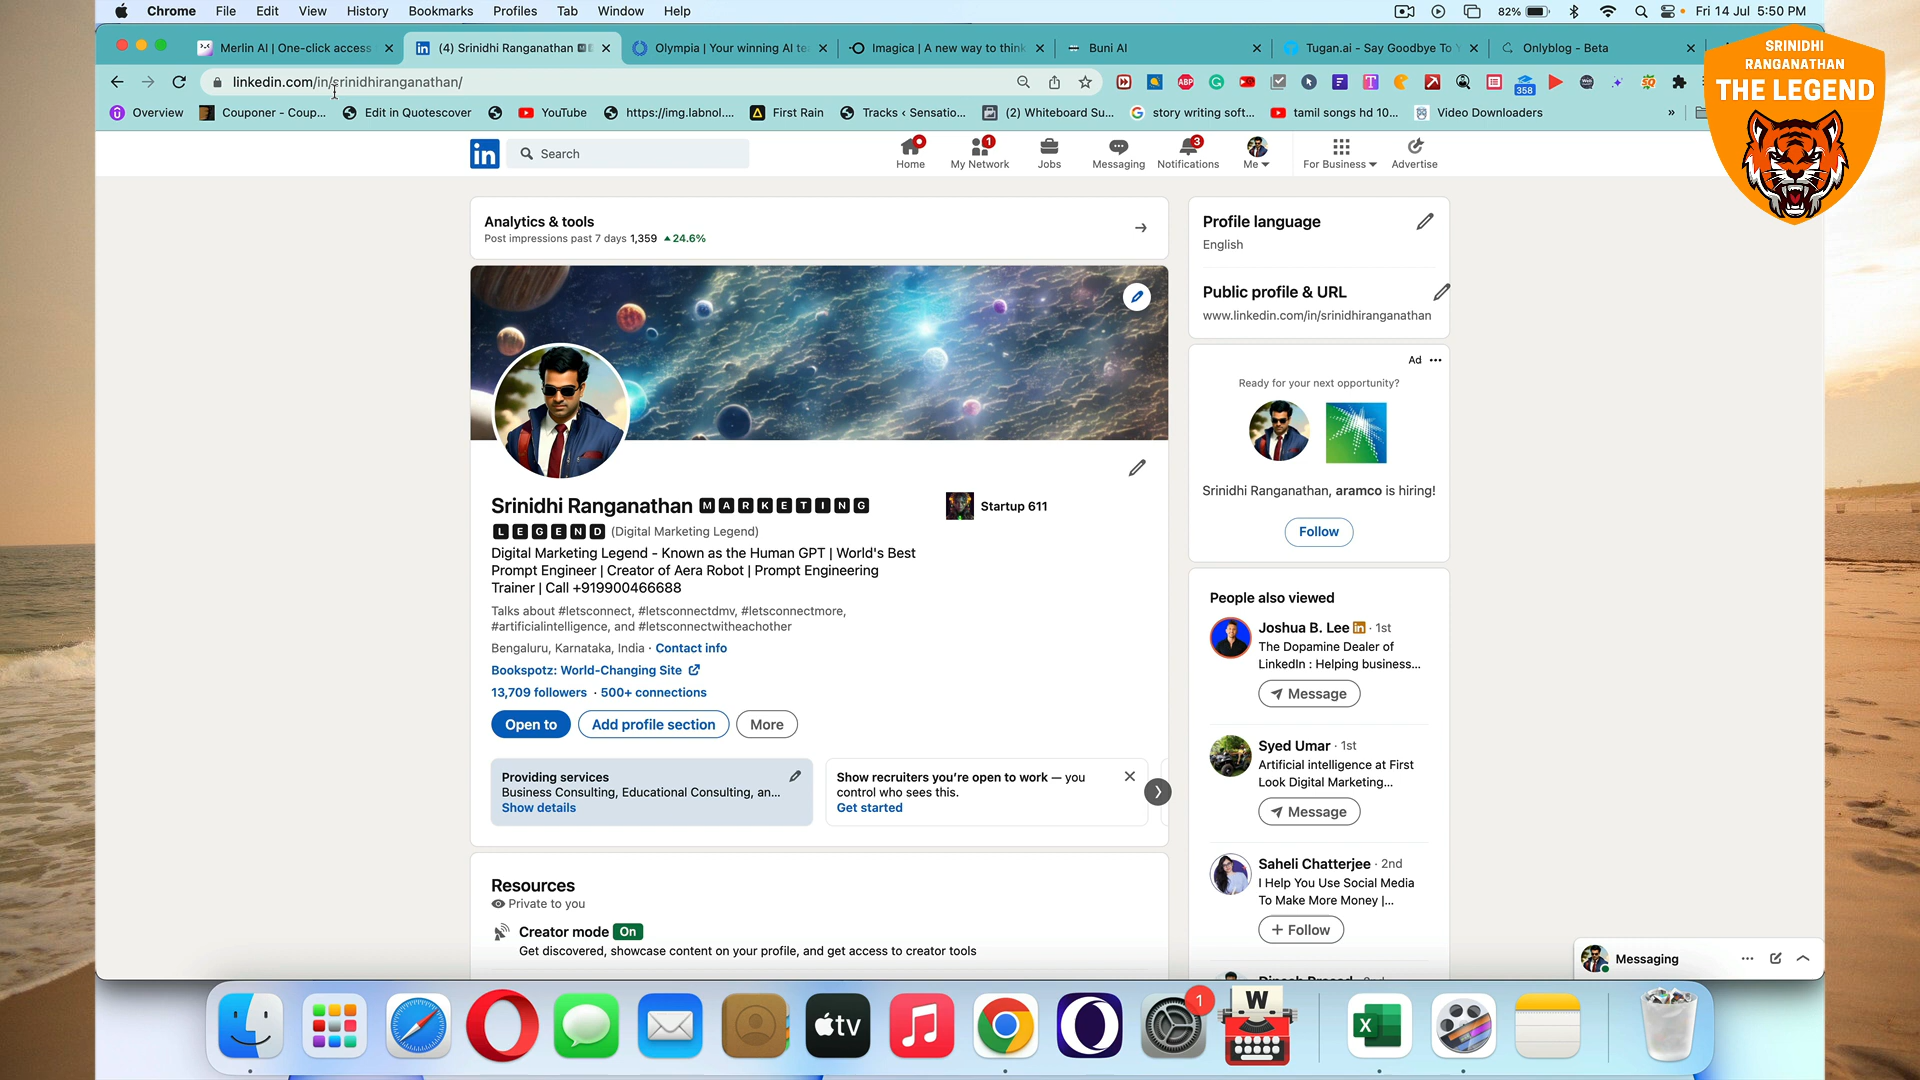 Chrome File Edit View History Bookmarks Profiles Tab Window Help
82% Fri 14 Jul 5:50 PM
Merlin AI | One-click access
(4) Srinidhi Ranganathan
Olympia | Your winning AI te
Imagica | A new way to think
Buni AI
Tugan.ai - Say Goodbye To Y
Onlyblog - Beta
SRINIDHI
RANGANATHAN
THE LEGEND
linkedin.com/in/srinidhiranganathan/
ABP
358
Overview
Couponer - Coup...
Edit in Quotescover
YouTube
https://img.labnol....
First Rain
Tracks ‹ Sensatio...
(2) Whiteboard Su...
story writing soft...
tamil songs hd 10...
Video Downloaders
»
in
Search
Home
1
My Network
Jobs
Messaging
3
Notifications
Me
For Business
Advertise
Analytics & tools
Post impressions past 7 days 1,359 24.6%
Srinidhi Ranganathan 🅼🅰🆁🅺🅴🆃🅸🅽🅶
🅻🅴🅶🅴🅽🅳 (Digital Marketing Legend)
Digital Marketing Legend - Known as the Human GPT | World's Best
Prompt Engineer | Creator of Aera Robot | Prompt Engineering
Trainer | Call +919900466688
Startup 611
Talks about #letsconnect, #letsconnectdmv, #letsconnectmore,
#artificialintelligence, and #letsconnectwitheachother
Bengaluru, Karnataka, India · Contact info
Bookspotz: World-Changing Site
13,709 followers · 500+ connections
Open to
Add profile section
More
Providing services
Business Consulting, Educational Consulting, an...
Show details
Show recruiters you’re open to work — you
control who sees this.
Get started
Resources
Private to you
Creator mode On
Get discovered, showcase content on your profile, and get access to creator tools
Profile language
English
Public profile & URL
www.linkedin.com/in/srinidhiranganathan
Ad
Ready for your next opportunity?
Srinidhi Ranganathan, aramco is hiring!
Follow
People also viewed
Joshua B. Lee in · 1st
The Dopamine Dealer of
LinkedIn : Helping business...
Message
Syed Umar · 1st
Artificial intelligence at First
Look Digital Marketing...
Message
Saheli Chatterjee · 2nd
I Help You Use Social Media
To Make More Money |...
+ Follow
Messaging
tv
1
W
X